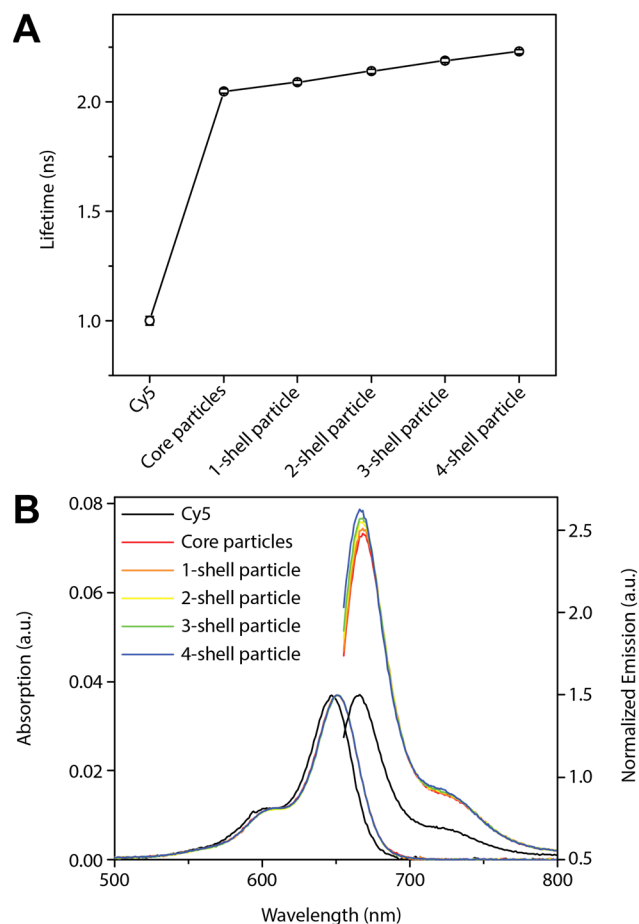 A
Lifetime (ns)
2.0
1.5
1.0
Cy5
Core particles
1-shell particle
2-shell particle
3-shell particle
4-shell particle
B
Absorption (a.u.)
0.08
0.06
0.04
0.02
0.00
Cy5
Core particles
1-shell particle
2-shell particle
3-shell particle
4-shell particle
2.5
2.0
1.5
1.0
0.5
Normalized Emission (a.u.)
500 600 700 800
Wavelength (nm)